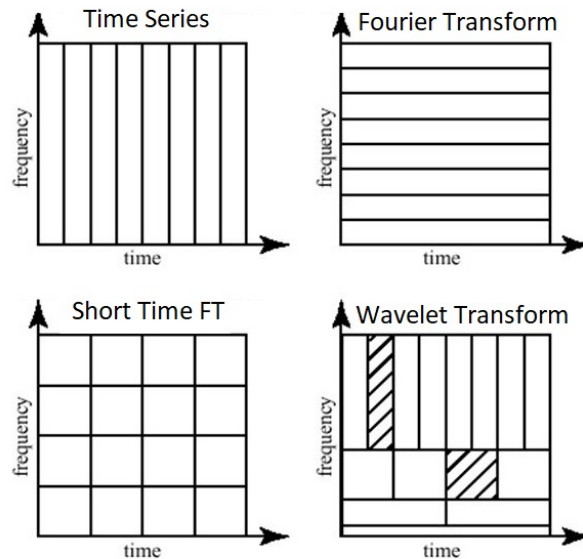 Time Series
frequency
time
Fourier Transform
frequency
time
Short Time FT
frequency
time
Wavelet Transform
frequency
time